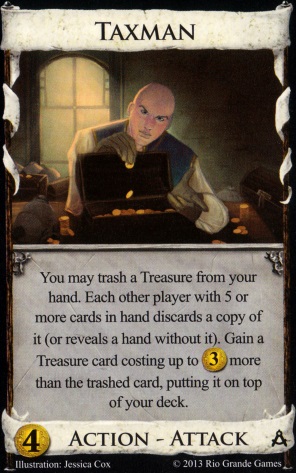 TAXMAN
You may trash a Treasure from your
hand. Each other player with 5 or
more cards in hand discards a copy of
it (or reveals a hand without it). Gain a
Treasure card costing up to 3 more
than the trashed card, putting it on top
of your deck.
4 ACTION - ATTACK
Illustration: Jessica Cox © 2013 Rio Grande Games